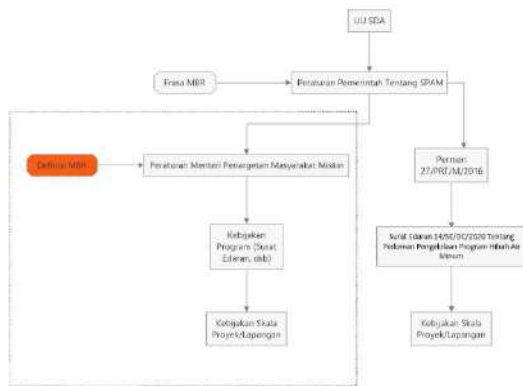 UU SDA
Frasa MBR
Peraturan Pemerintah Tentang SPAM
Definisi MBR
Peraturan Menteri Penargetan Masyarakat Miskin
Permen
27/PRT/M/2016
Kebijakan
Program (Surat
Edaran, dkb)
Surat Edaran 14/SE/DC/2020 Tentang
Pedoman Pengelolaan Program Hibah Air
Minum
Kebijakan Skala
Proyek/Lapangan
Kebijakan Skala
Proyek/Lapangan